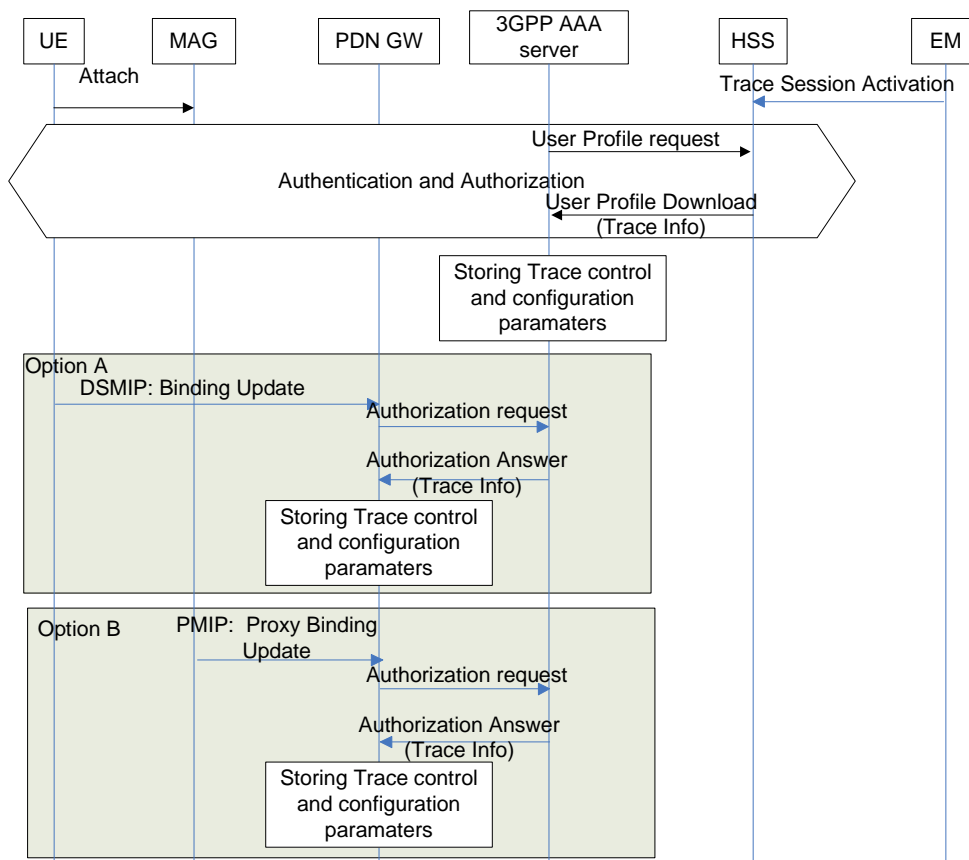 UE
MAG
PDN GW
3GPP AAA
server
HSS
EM
Attach
Trace Session Activation
User Profile request
Authentication and Authorization
User Profile Download
(Trace Info)
Storing Trace control
and configuration
paramaters
Option A
DSMIP: Binding Update
Authorization request
Authorization Answer
(Trace Info)
Storing Trace control
and configuration
paramaters
Option B
PMIP:  Proxy Binding
Update
Authorization request
Authorization Answer
(Trace Info)
Storing Trace control
and configuration
paramaters